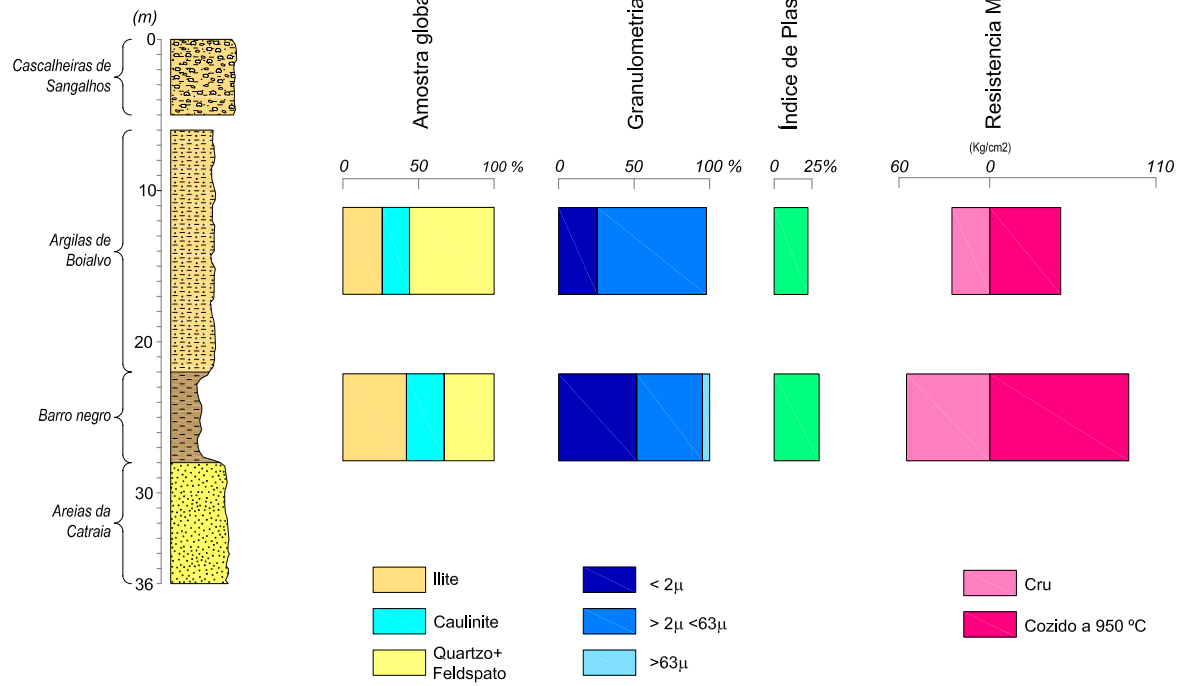 (m)
0
10
20
30
36
Cascalheiras de
Sangalhos
Argilas de
Boialvo
Barro negro
Areias da
Catraia
Amostra globa
Granulometria
Índice de Plas
Resistencia M
(Kg/cm2)
0 50 100 %
0 100 %
0 25%
60 0 110
Ilite
Caulinite
Quartzo+
Feldspato
< 2µ
> 2µ <63µ
>63µ
Cru
Cozido a 950 ºC